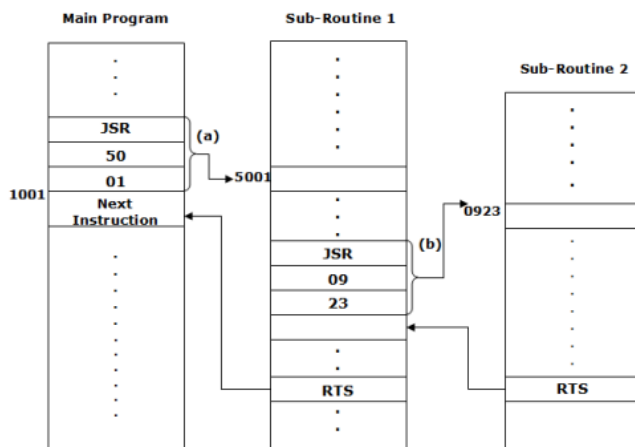 Main Program
JSR
50
01
1001
Next
Instruction
(a)
Sub-Routine 1
5001
JSR
09
23
RTS
(b)
Sub-Routine 2
0923
RTS